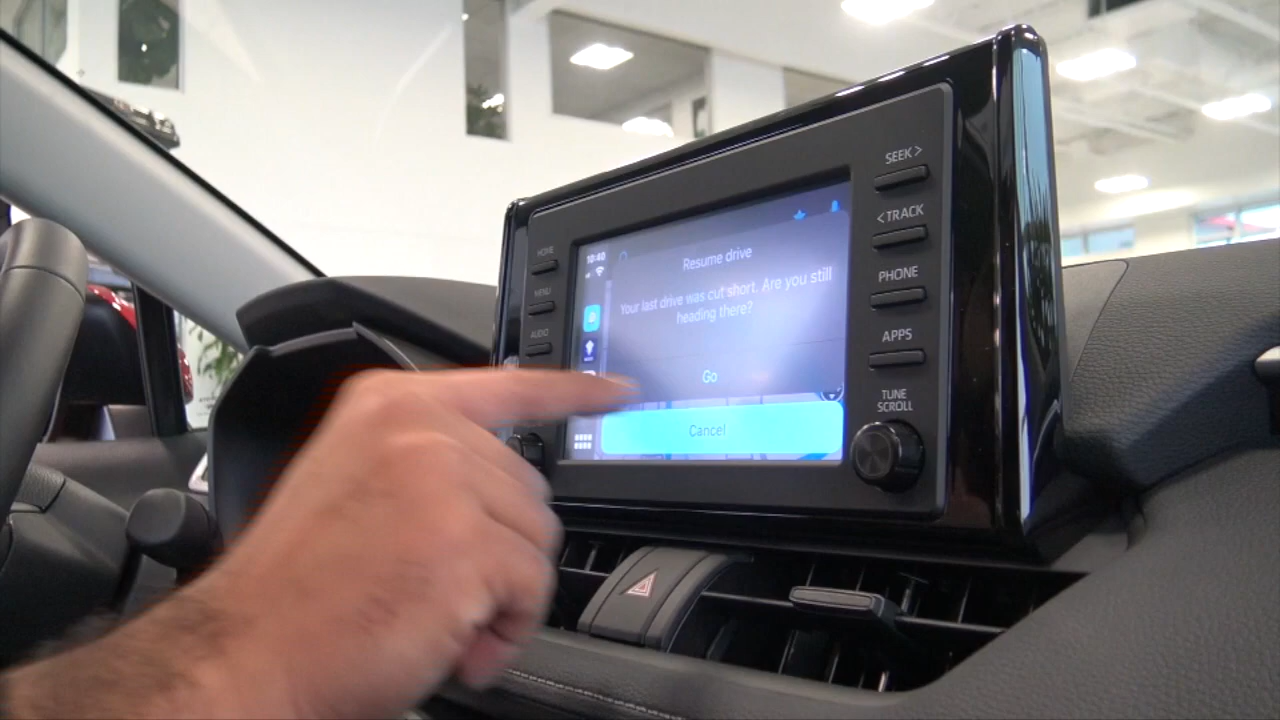 SEEK >
< TRACK
PHONE
APPS
TUNE
SCROLL
HOME
MENU
AUDIO
10:40
Resume drive
Your last drive was cut short. Are you still
heading there?
Go
Cancel